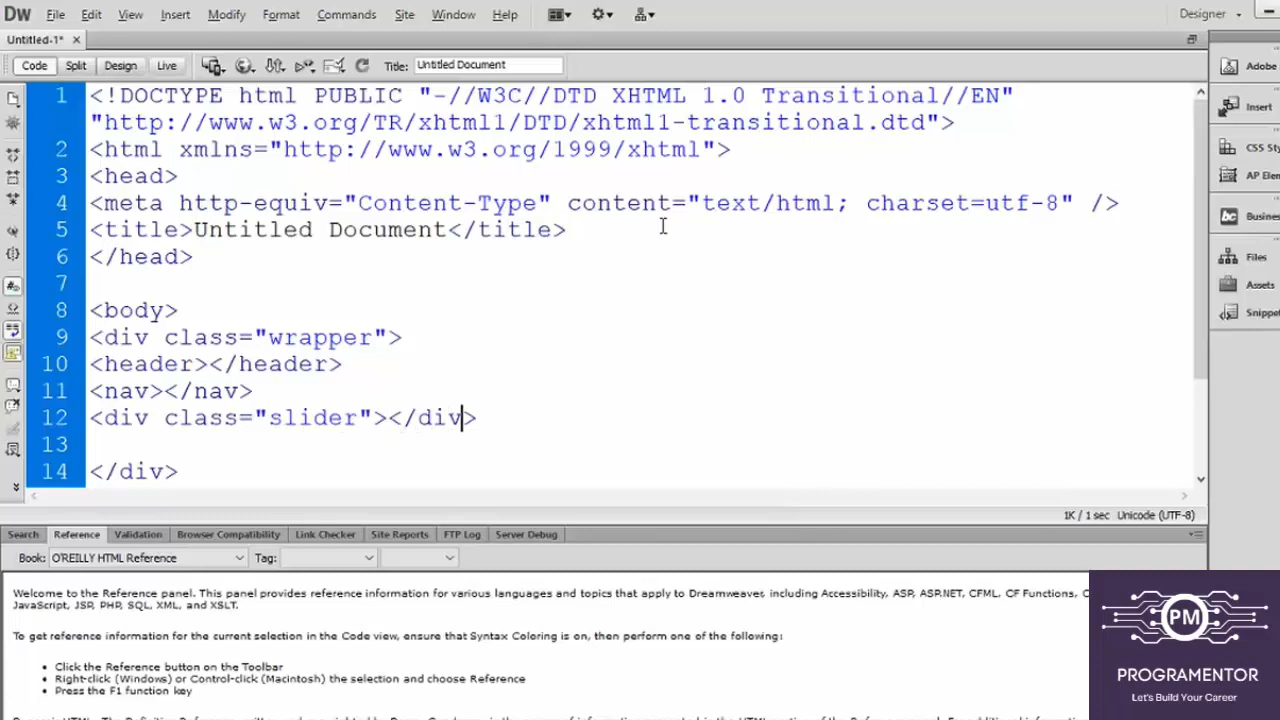 DW File Edit View Insert Modify Format Commands Site Window Help Designer
Untitled-1*
Code Split Design Live Title: Untitled Document
Adobe
Insert
CSS Sty
AP Elen
Business
Files
Assets
Snippet
1 <!DOCTYPE html PUBLIC "-//W3C//DTD XHTML 1.0 Transitional//EN"
"http://www.w3.org/TR/xhtml1/DTD/xhtml1-transitional.dtd">
2 <html xmlns="http://www.w3.org/1999/xhtml">
3 <head>
4 <meta http-equiv="Content-Type" content="text/html; charset=utf-8" />
5 <title>Untitled Document</title>
6 </head>
7
8 <body>
9 <div class="wrapper">
10 <header></header>
11 <nav></nav>
12 <div class="slider"></div>
13
14 </div>
1K / 1 sec Unicode (UTF-8)
Search Reference Validation Browser Compatibility Link Checker Site Reports FTP Log Server Debug
Book: O'REILLY HTML Reference Tag:
Welcome to the Reference panel. This panel provides reference information for various languages and topics that apply to Dreamweaver, including Accessibility, ASP, ASP.NET, CFML, CF Functions, C
JavaScript, JSP, PHP, SQL, XML, and XSLT.
To get reference information for the current selection in the Code view, ensure that Syntax Coloring is on, then perform one of the following:
• Click the Reference button on the Toolbar
• Right-click (Windows) or Control-click (Macintosh) the selection and choose Reference
• Press the F1 function key
PM
PROGRAMENTOR
Let's Build Your Career